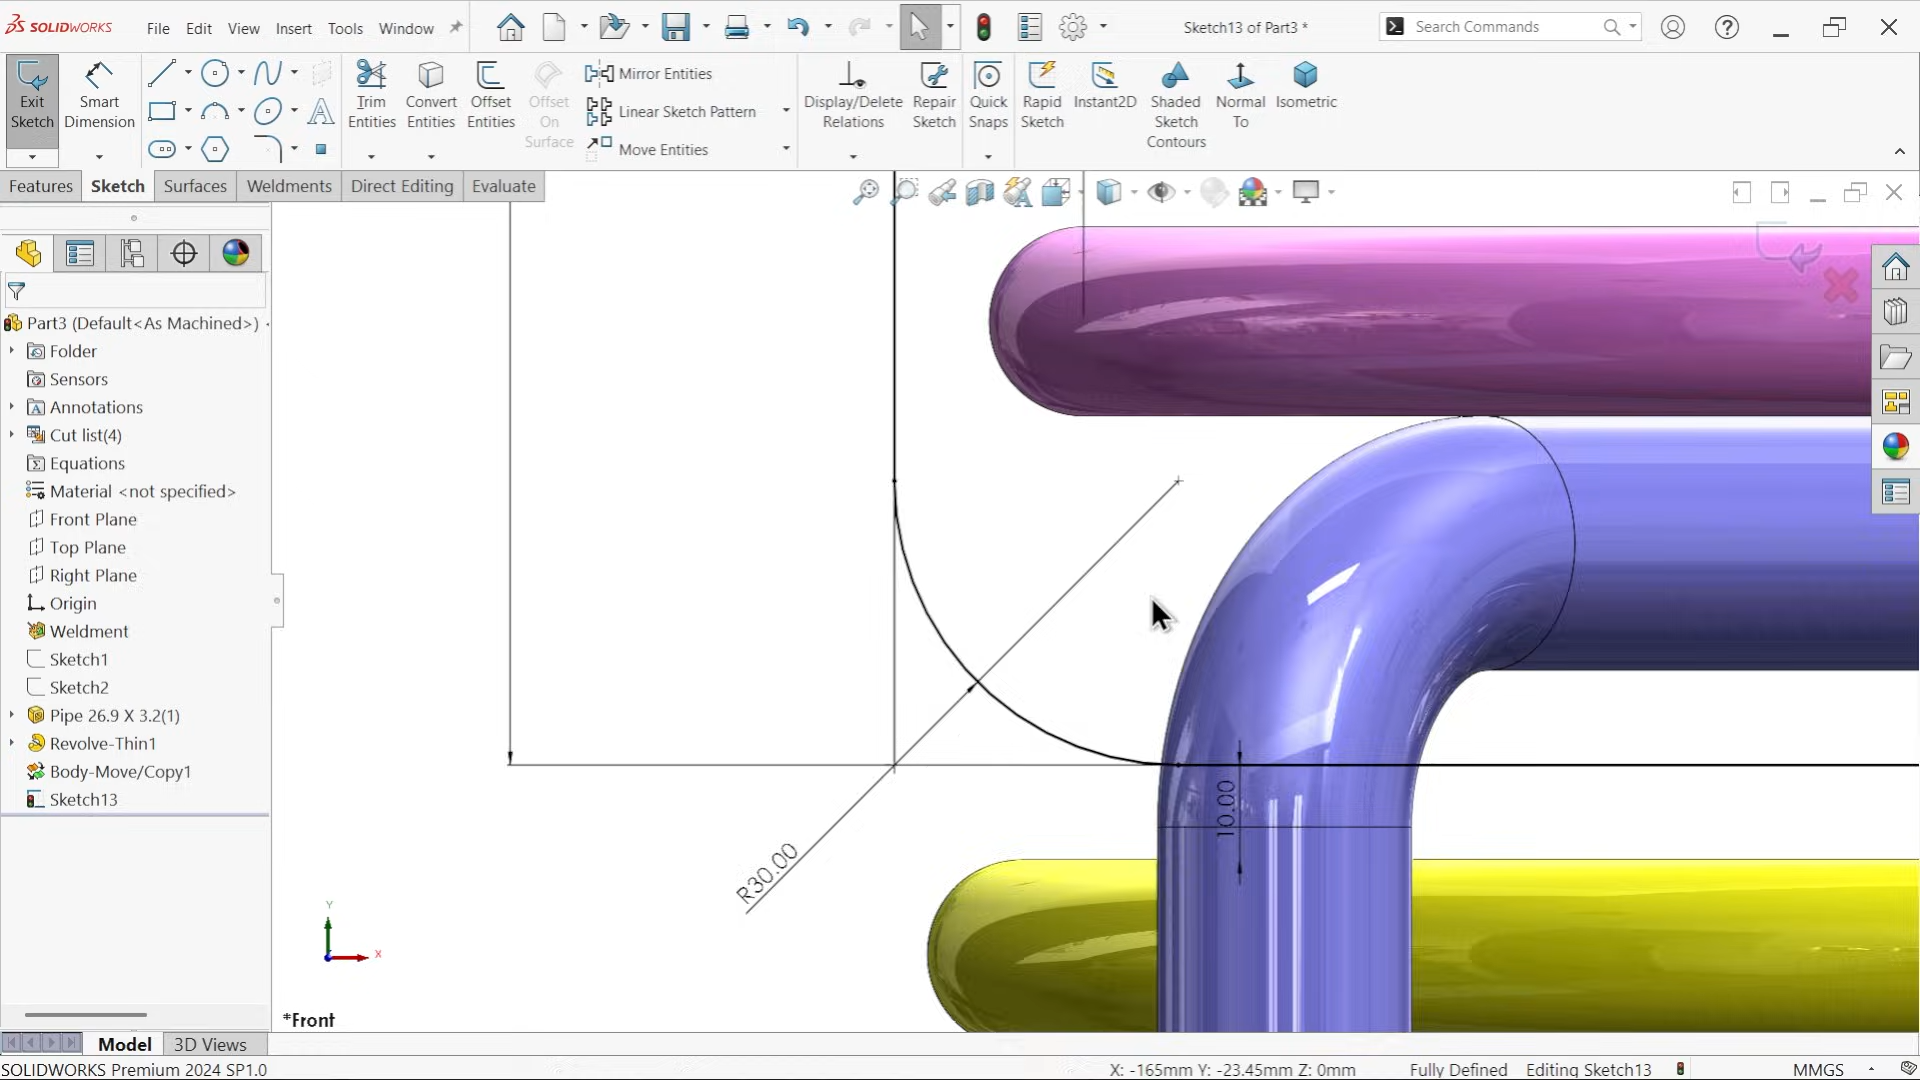 SOLIDWORKS
File Edit View Insert Tools Window
Sketch13 of Part3 *
Search Commands
Exit Sketch
Smart Dimension
Trim Entities
Convert Entities
Offset Entities
Offset On Surface
Mirror Entities
Linear Sketch Pattern
Move Entities
Display/Delete Relations
Repair Sketch
Quick Snaps
Rapid Sketch
Instant2D
Shaded Sketch Contours
Normal To
Isometric
Features Sketch Surfaces Weldments Direct Editing Evaluate
Part3 (Default<As Machined>)
Folder
Sensors
Annotations
Cut list(4)
Equations
Material <not specified>
Front Plane
Top Plane
Right Plane
Origin
Weldment
Sketch1
Sketch2
Pipe 26.9 X 3.2(1)
Revolve-Thin1
Body-Move/Copy1
Sketch13
R30.00
10.00
Y
X
*Front
Model 3D Views
SOLIDWORKS Premium 2024 SP1.0
X: -165mm Y: -23.45mm Z: 0mm
Fully Defined
Editing Sketch13
MMGS